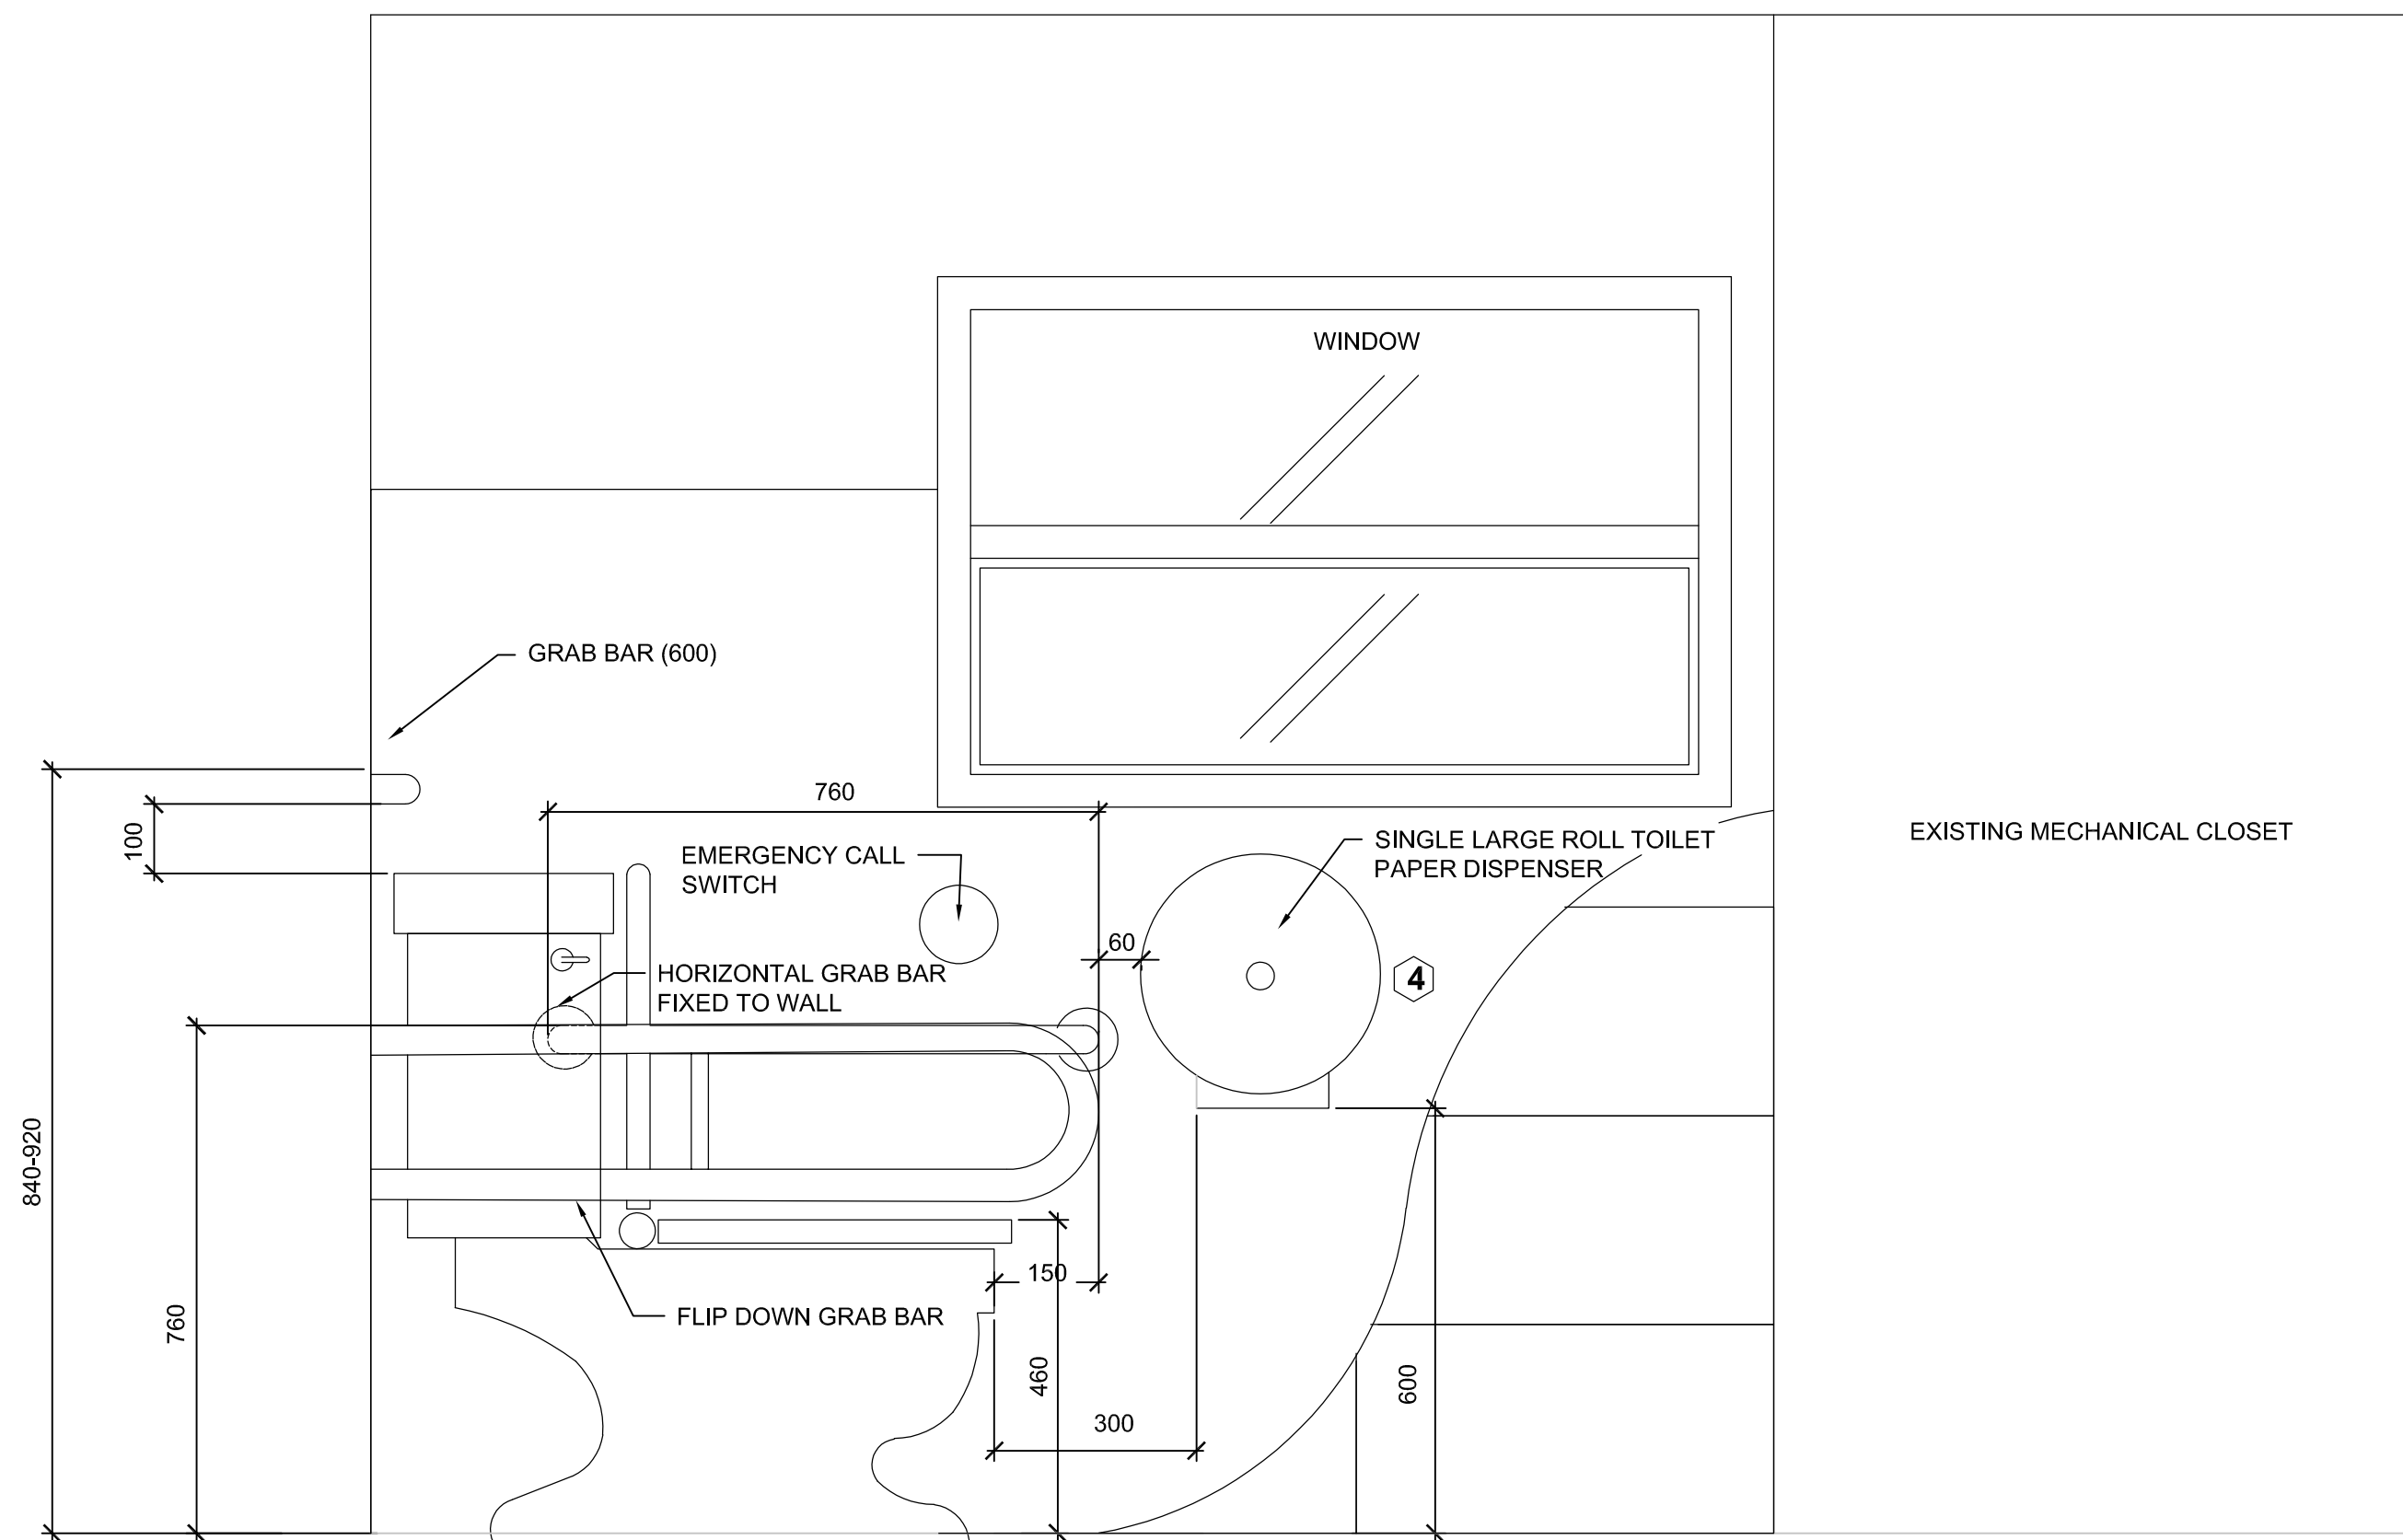 WINDOW
GRAB BAR (600)
760
100
EMERGENCY CALL
SWITCH
SINGLE LARGE ROLL TOILET
PAPER DISPENSER
EXISTING MECHANICAL CLOSET
60
HORIZONTAL GRAB BAR
FIXED TO WALL
4
840-920
150
760
FLIP DOWN GRAB BAR
460
600
300